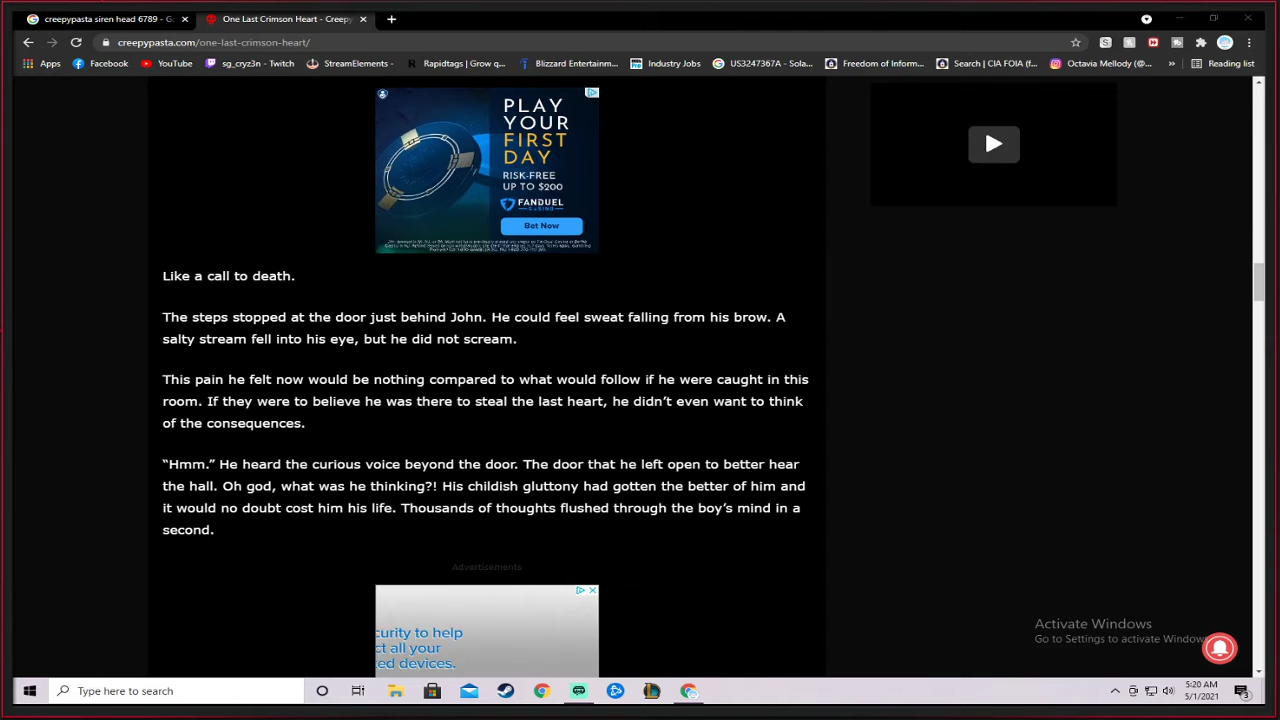 creepypasta siren head 6789 - G
One Last Crimson Heart - Creepy
creepypasta.com/one-last-crimson-heart/
Apps
Facebook
YouTube
sg_cryz3n - Twitch
StreamElements -
Rapidtags | Grow q...
Blizzard Entertainm...
Industry Jobs
US3247367A - Sola...
Freedom of Inform...
Search | CIA FOIA (f...
Octavia Mellody (@...
»
Reading list
PLAY
YOUR
FIRST
DAY
RISK-FREE
UP TO $200
FANDUEL
CASINO
Bet Now
Like a call to death.
The steps stopped at the door just behind John. He could feel sweat falling from his brow. A
salty stream fell into his eye, but he did not scream.
This pain he felt now would be nothing compared to what would follow if he were caught in this
room. If they were to believe he was there to steal the last heart, he didn’t even want to think
of the consequences.
“Hmm.” He heard the curious voice beyond the door. The door that he left open to better hear
the hall. Oh god, what was he thinking?! His childish gluttony had gotten the better of him and
it would no doubt cost him his life. Thousands of thoughts flushed through the boy’s mind in a
second.
Advertisements
curity to help
ct all your
ed devices.
Activate Windows
Go to Settings to activate Windows
Type here to search
5:20 AM
5/1/2021
3